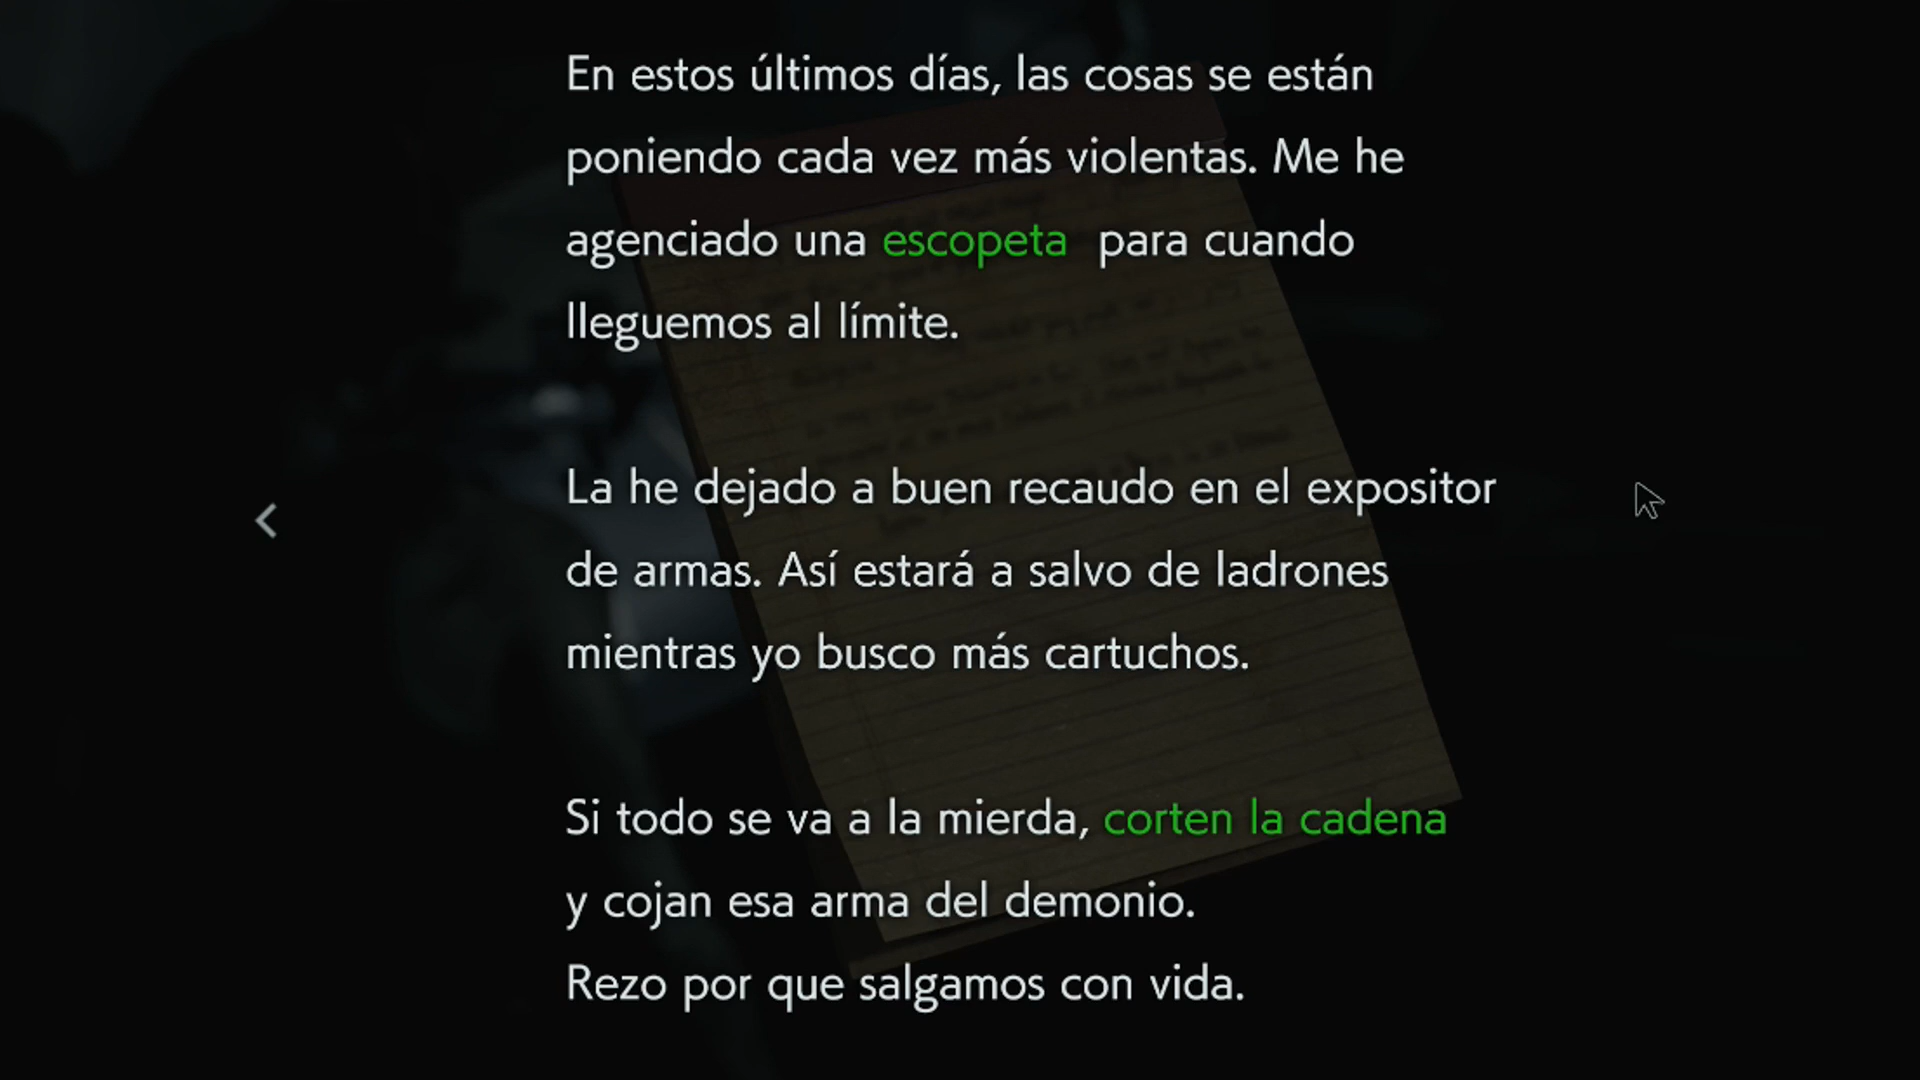 En estos últimos días, las cosas se están
poniendo cada vez más violentas. Me he
agenciado una escopeta para cuando
lleguemos al límite.
La he dejado a buen recaudo en el expositor
de armas. Así estará a salvo de ladrones
mientras yo busco más cartuchos.
Si todo se va a la mierda, corten la cadena
y cojan esa arma del demonio.
Rezo por que salgamos con vida.